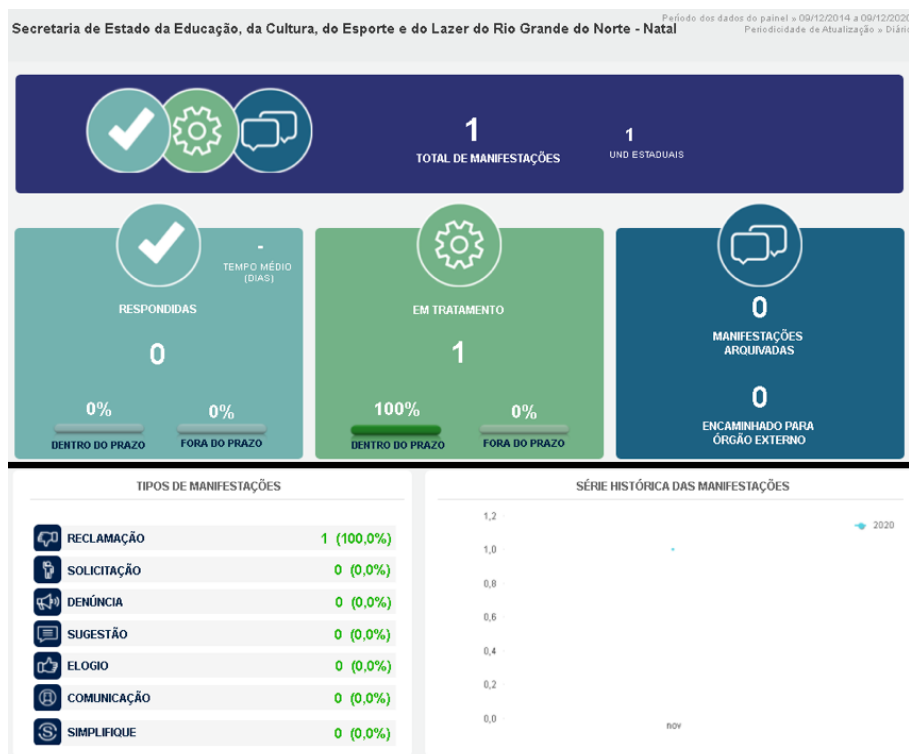 Período dos dados do painel » 09/12/2014 a 09/12/2020
Secretaria de Estado da Educação, da Cultura, do Esporte e do Lazer do Rio Grande do Norte - Natal
Periodicidade de Atualização » Diári
1
TOTAL DE MANIFESTAÇÕES
1
UND ESTADUAIS
-
TEMPO MÉDIO
(DIAS)
RESPONDIDAS
0
0%
DENTRO DO PRAZO
0%
FORA DO PRAZO
EM TRATAMENTO
1
100%
DENTRO DO PRAZO
0%
FORA DO PRAZO
0
MANIFESTAÇÕES
ARQUIVADAS
0
ENCAMINHADO PARA
ÓRGÃO EXTERNO
TIPOS DE MANIFESTAÇÕES
RECLAMAÇÃO 1 (100,0%)
SOLICITAÇÃO 0 (0,0%)
DENÚNCIA 0 (0,0%)
SUGESTÃO 0 (0,0%)
ELOGIO 0 (0,0%)
COMUNICAÇÃO 0 (0,0%)
SIMPLIFIQUE 0 (0,0%)
SÉRIE HISTÓRICA DAS MANIFESTAÇÕES
2020
1,2
1,0
0,8
0,6
0,4
0,2
0,0
nov